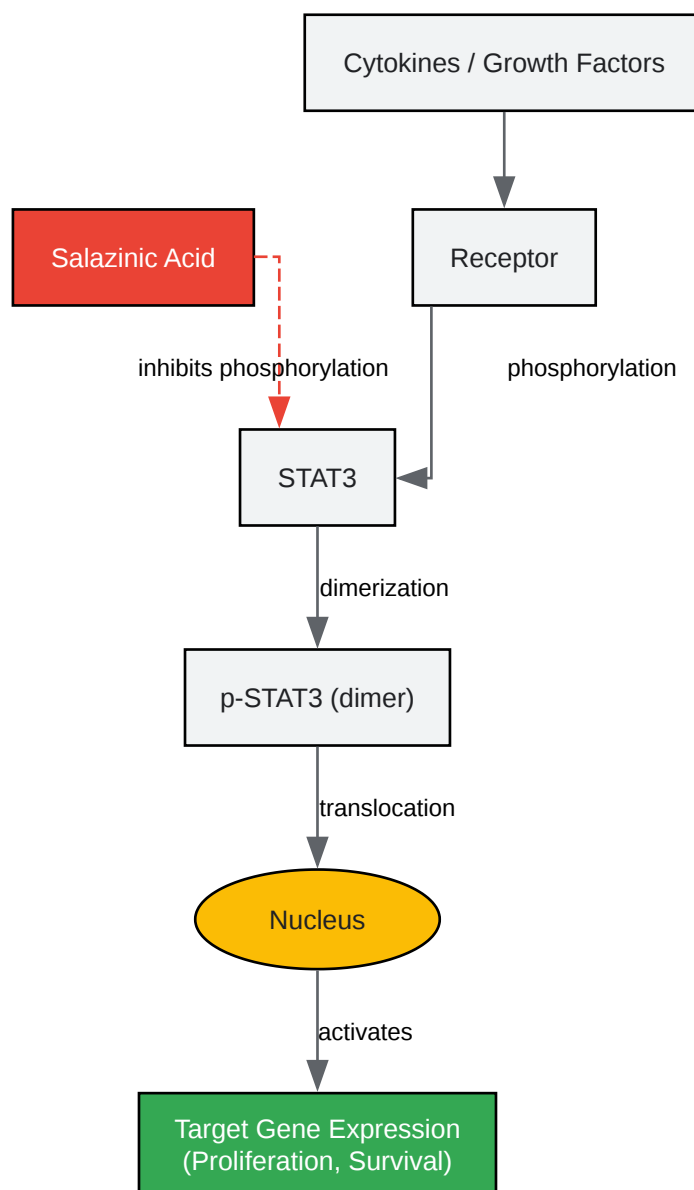 Cytokines / Growth Factors
Salazinic Acid
Receptor
inhibits phosphorylation
phosphorylation
STAT3
dimerization
p-STAT3 (dimer)
translocation
Nucleus
activates
Target Gene Expression
(Proliferation, Survival)